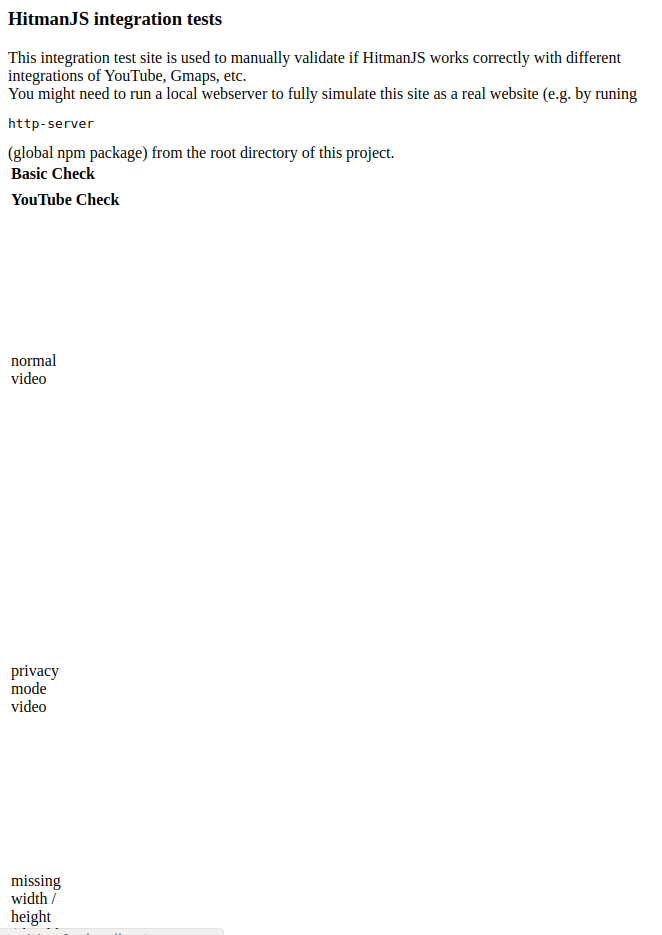 HitmanJS integration tests
This integration test site is used to manually validate if HitmanJS works correctly with different
integrations of YouTube, Gmaps, etc.
You might need to run a local webserver to fully simulate this site as a real website (e.g. by runing
http-server
(global npm package) from the root directory of this project.
Basic Check
YouTube Check
normal
video
privacy
mode
video
missing
width /
height